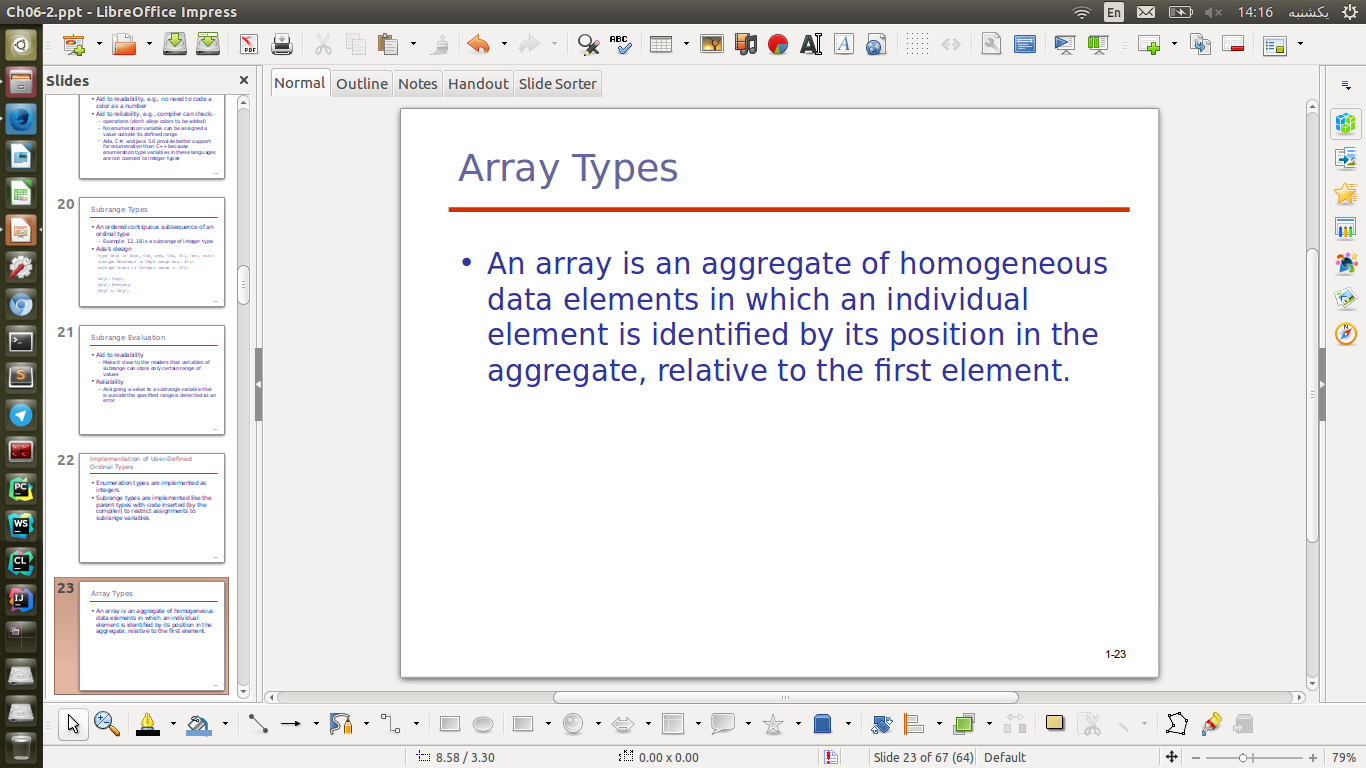 Ch06-2.ppt - LibreOffice Impress
En
14:16
یکشنبه
PDF
ABC
Slides
Normal
Outline
Notes
Handout
Slide Sorter
• Aid to readability, e.g., no need to code a
color as a number
• Aid to reliability, e.g., compiler can check:
– operations (don't allow colors to be added)
– No enumeration variable can be assigned a
value outside its defined range
– Ada, C#, and Java 5.0 provide better support
for enumeration than C++ because
enumeration type variables in these languages
are not coerced to integer types
20
Subrange Types
• An ordered contiguous subsequence of an
ordinal type
– Example: 12..18 is a subrange of integer type
• Ada's design
21
Subrange Evaluation
• Aid to readability
– Make it clear to the readers that variables of
subrange can store only certain range of
values
• Reliability
– Assigning a value to a subrange variable that
is outside the specified range is detected as an
error
22
Implementation of User-Defined
Ordinal Types
• Enumeration types are implemented as
integers
• Subrange types are implemented like the
parent types with code inserted (by the
compiler) to restrict assignments to
subrange variables
23
Array Types
• An array is an aggregate of homogeneous
data elements in which an individual
element is identified by its position in the
aggregate, relative to the first element.
Array Types
• An array is an aggregate of homogeneous
data elements in which an individual
element is identified by its position in the
aggregate, relative to the first element.
1-23
PC
WS
CL
IJ
8.58 / 3.30
0.00 x 0.00
Slide 23 of 67 (64)
Default
79%